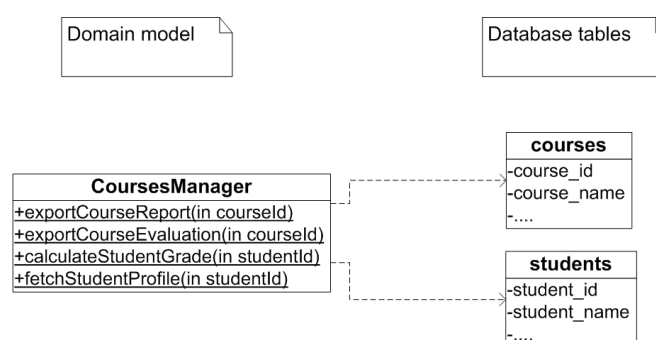 Domain model
Database tables
CoursesManager
+exportCourseReport(in courseId)
+exportCourseEvaluation(in courseId)
+calculateStudentGrade(in studentId)
+fetchStudentProfile(in studentId)
courses
-course_id
-course_name
-....
students
-student_id
-student_name
-....